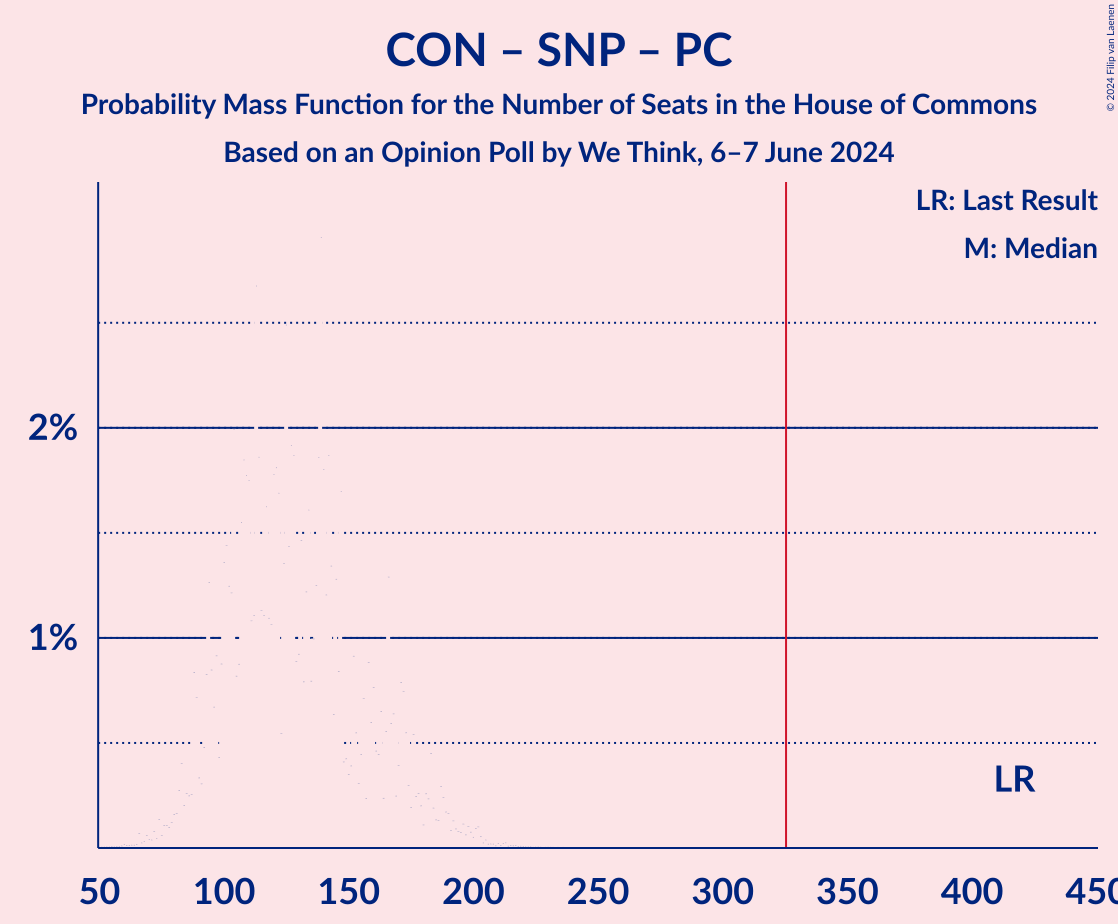 CON – SNP – PC
Probability Mass Function for the Number of Seats in the House of Commons
Based on an Opinion Poll by We Think, 6–7 June 2024
© 2024 Filip van Laenen
LR: Last Result
M: Median
2%
1%
LR
50 100 150 200 250 300 350 400 450